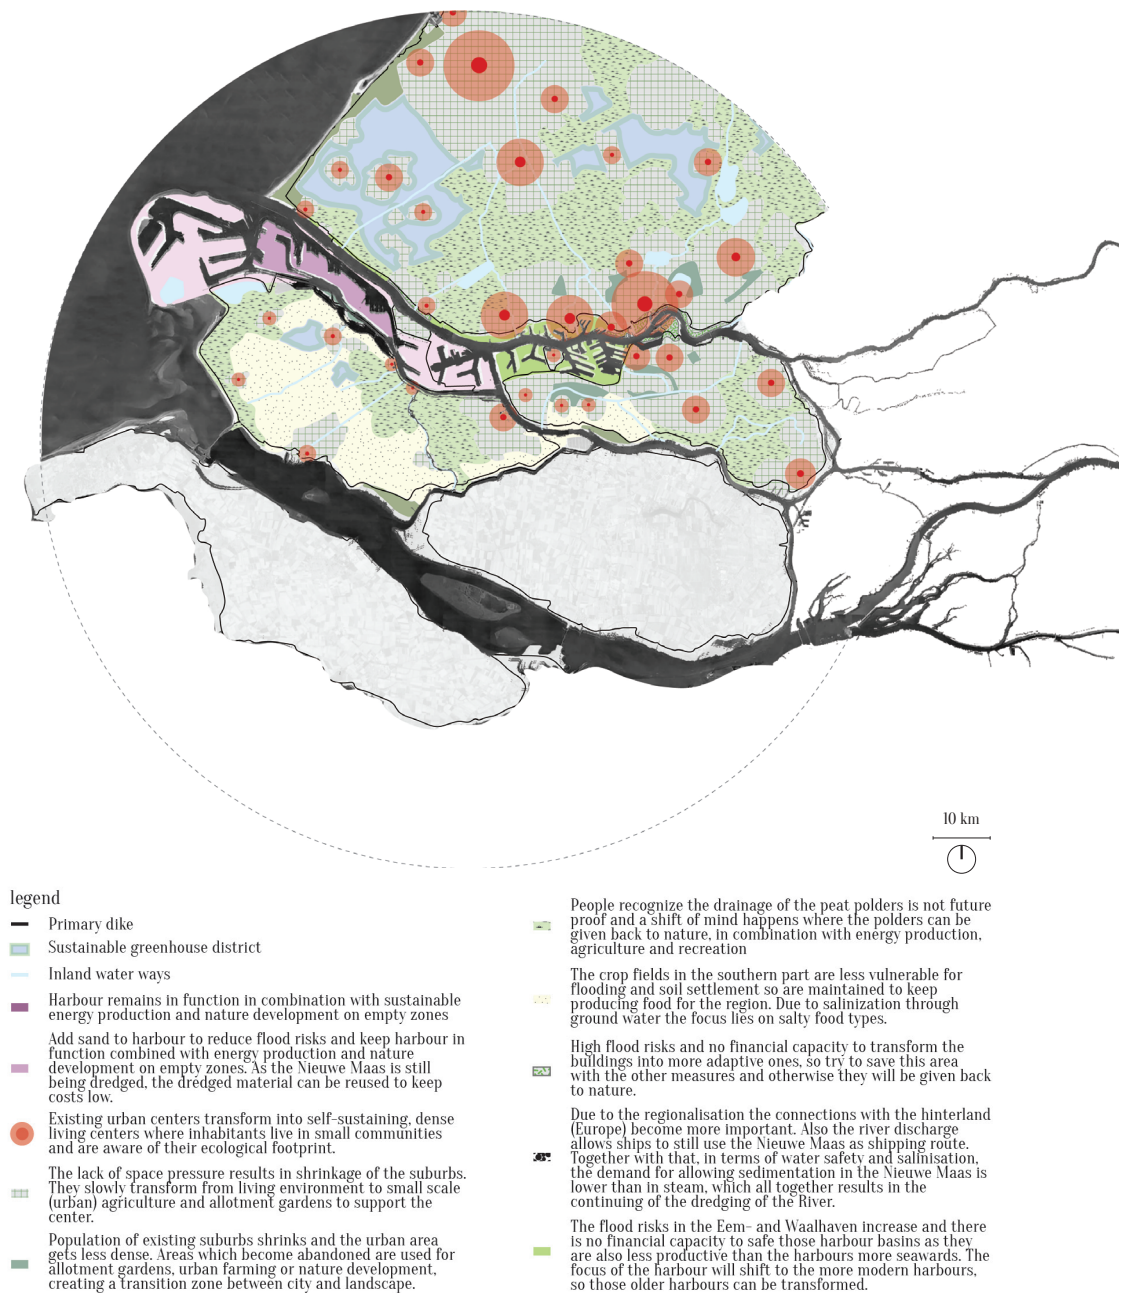 10 km
legend
Primary dike
Sustainable greenhouse district
Inland water ways
Harbour remains in function in combination with sustainable
energy production and nature development on empty zones
Add sand to harbour to reduce flood risks and keep harbour in
function combined with energy production and nature
development on empty zones. As the Nieuwe Maas is still
being dredged, the dredged material can be reused to keep
costs low.
Existing urban centers transform into self-sustaining, dense
living centers where inhabitants live in small communities
and are aware of their ecological footprint.
The lack of space pressure results in shrinkage of the suburbs.
They slowly transform from living environment to small scale
(urban) agriculture and allotment gardens to support the
center.
Population of existing suburbs shrinks and the urban area
gets less dense. Areas which become abandoned are used for
allotment gardens, urban farming or nature development,
creating a transition zone between city and landscape.
People recognize the drainage of the peat polders is not future
proof and a shift of mind happens where the polders can be
given back to nature, in combination with energy production,
agriculture and recreation
The crop fields in the southern part are less vulnerable for
flooding and soil settlement so are maintained to keep
producing food for the region. Due to salinization through
ground water the focus lies on salty food types.
High flood risks and no financial capacity to transform the
buildings into more adaptive ones, so try to save this area
with the other measures and otherwise they will be given back
to nature.
Due to the regionalisation the connections with the hinterland
(Europe) become more important. Also the river discharge
allows ships to still use the Nieuwe Maas as shipping route.
Together with that, in terms of water safety and salinisation,
the demand for allowing sedimentation in the Nieuwe Maas is
lower than in steam, which all together results in the
continuing of the dredging of the River.
The flood risks in the Eem- and Waalhaven increase and there
is no financial capacity to safe those harbour basins as they
are also less productive than the harbours more seawards. The
focus of the harbour will shift to the more modern harbours,
so those older harbours can be transformed.